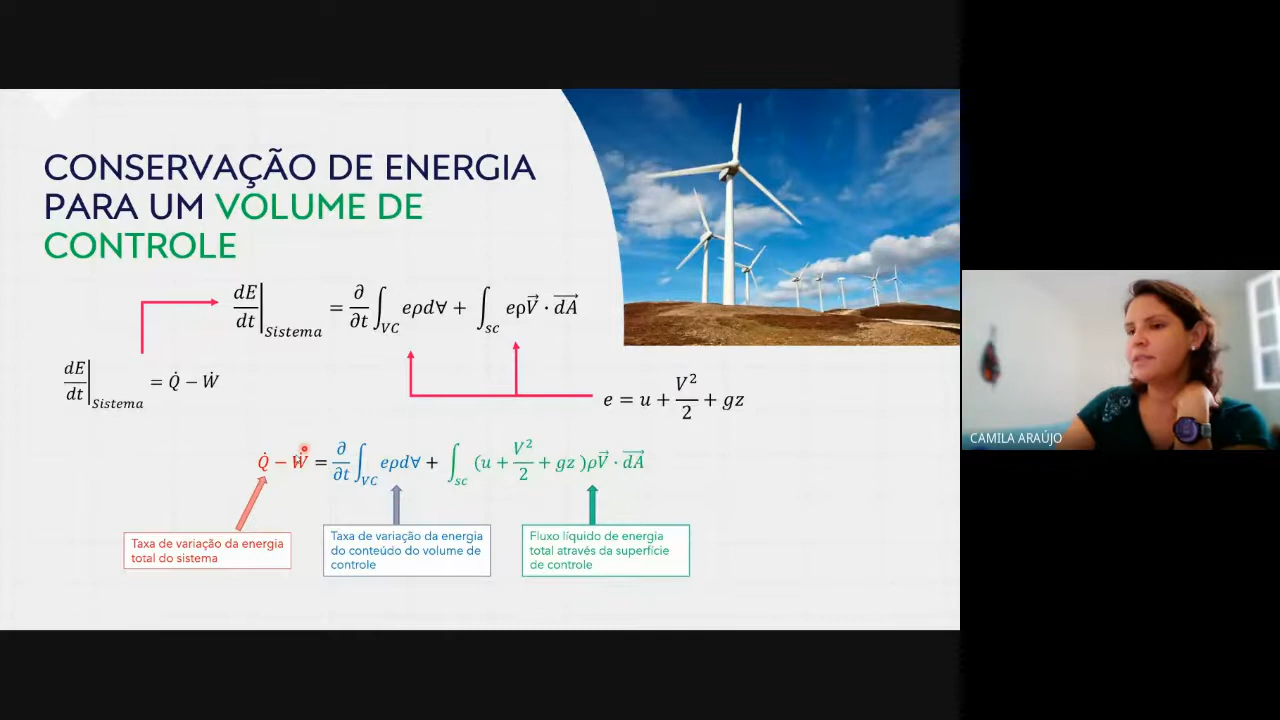 CONSERVAÇÃO DE ENERGIA
PARA UM VOLUME DE
CONTROLE
dE/dt|Sistema = ∂/∂t ∫VC eρd∀ + ∫sc eρV⃗ · dA⃗
dE/dt|Sistema = Q̇ − Ẇ
e = u + V²/2 + gz
Q̇ − Ẇ = ∂/∂t ∫VC eρd∀ + ∫sc (u + V²/2 + gz )ρV⃗ · dA⃗
Taxa de variação da energia
total do sistema
Taxa de variação da energia
do conteúdo do volume de
controle
Fluxo líquido de energia
total através da superfície
de controle
CAMILA ARAÚJO